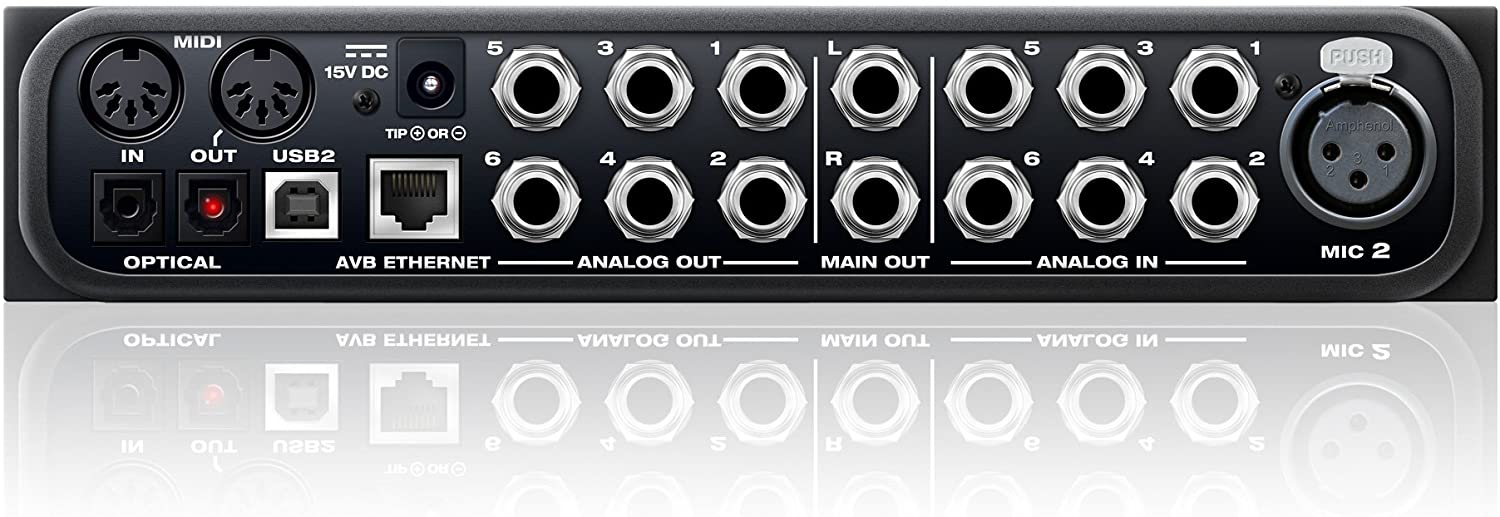 MIDI
15V DC
5 3 1 L 5 3 1
PUSH
TIP + OR −
IN OUT USB2
6 4 2 R 6 4 2
Amphenol
2 3 1
OPTICAL AVB ETHERNET ANALOG OUT MAIN OUT ANALOG IN MIC 2